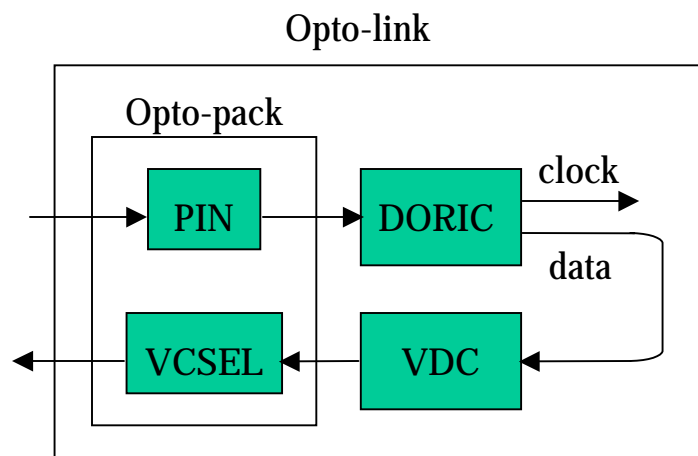 Opto-link
Opto-pack
PIN
DORIC
clock
data
VCSEL
VDC